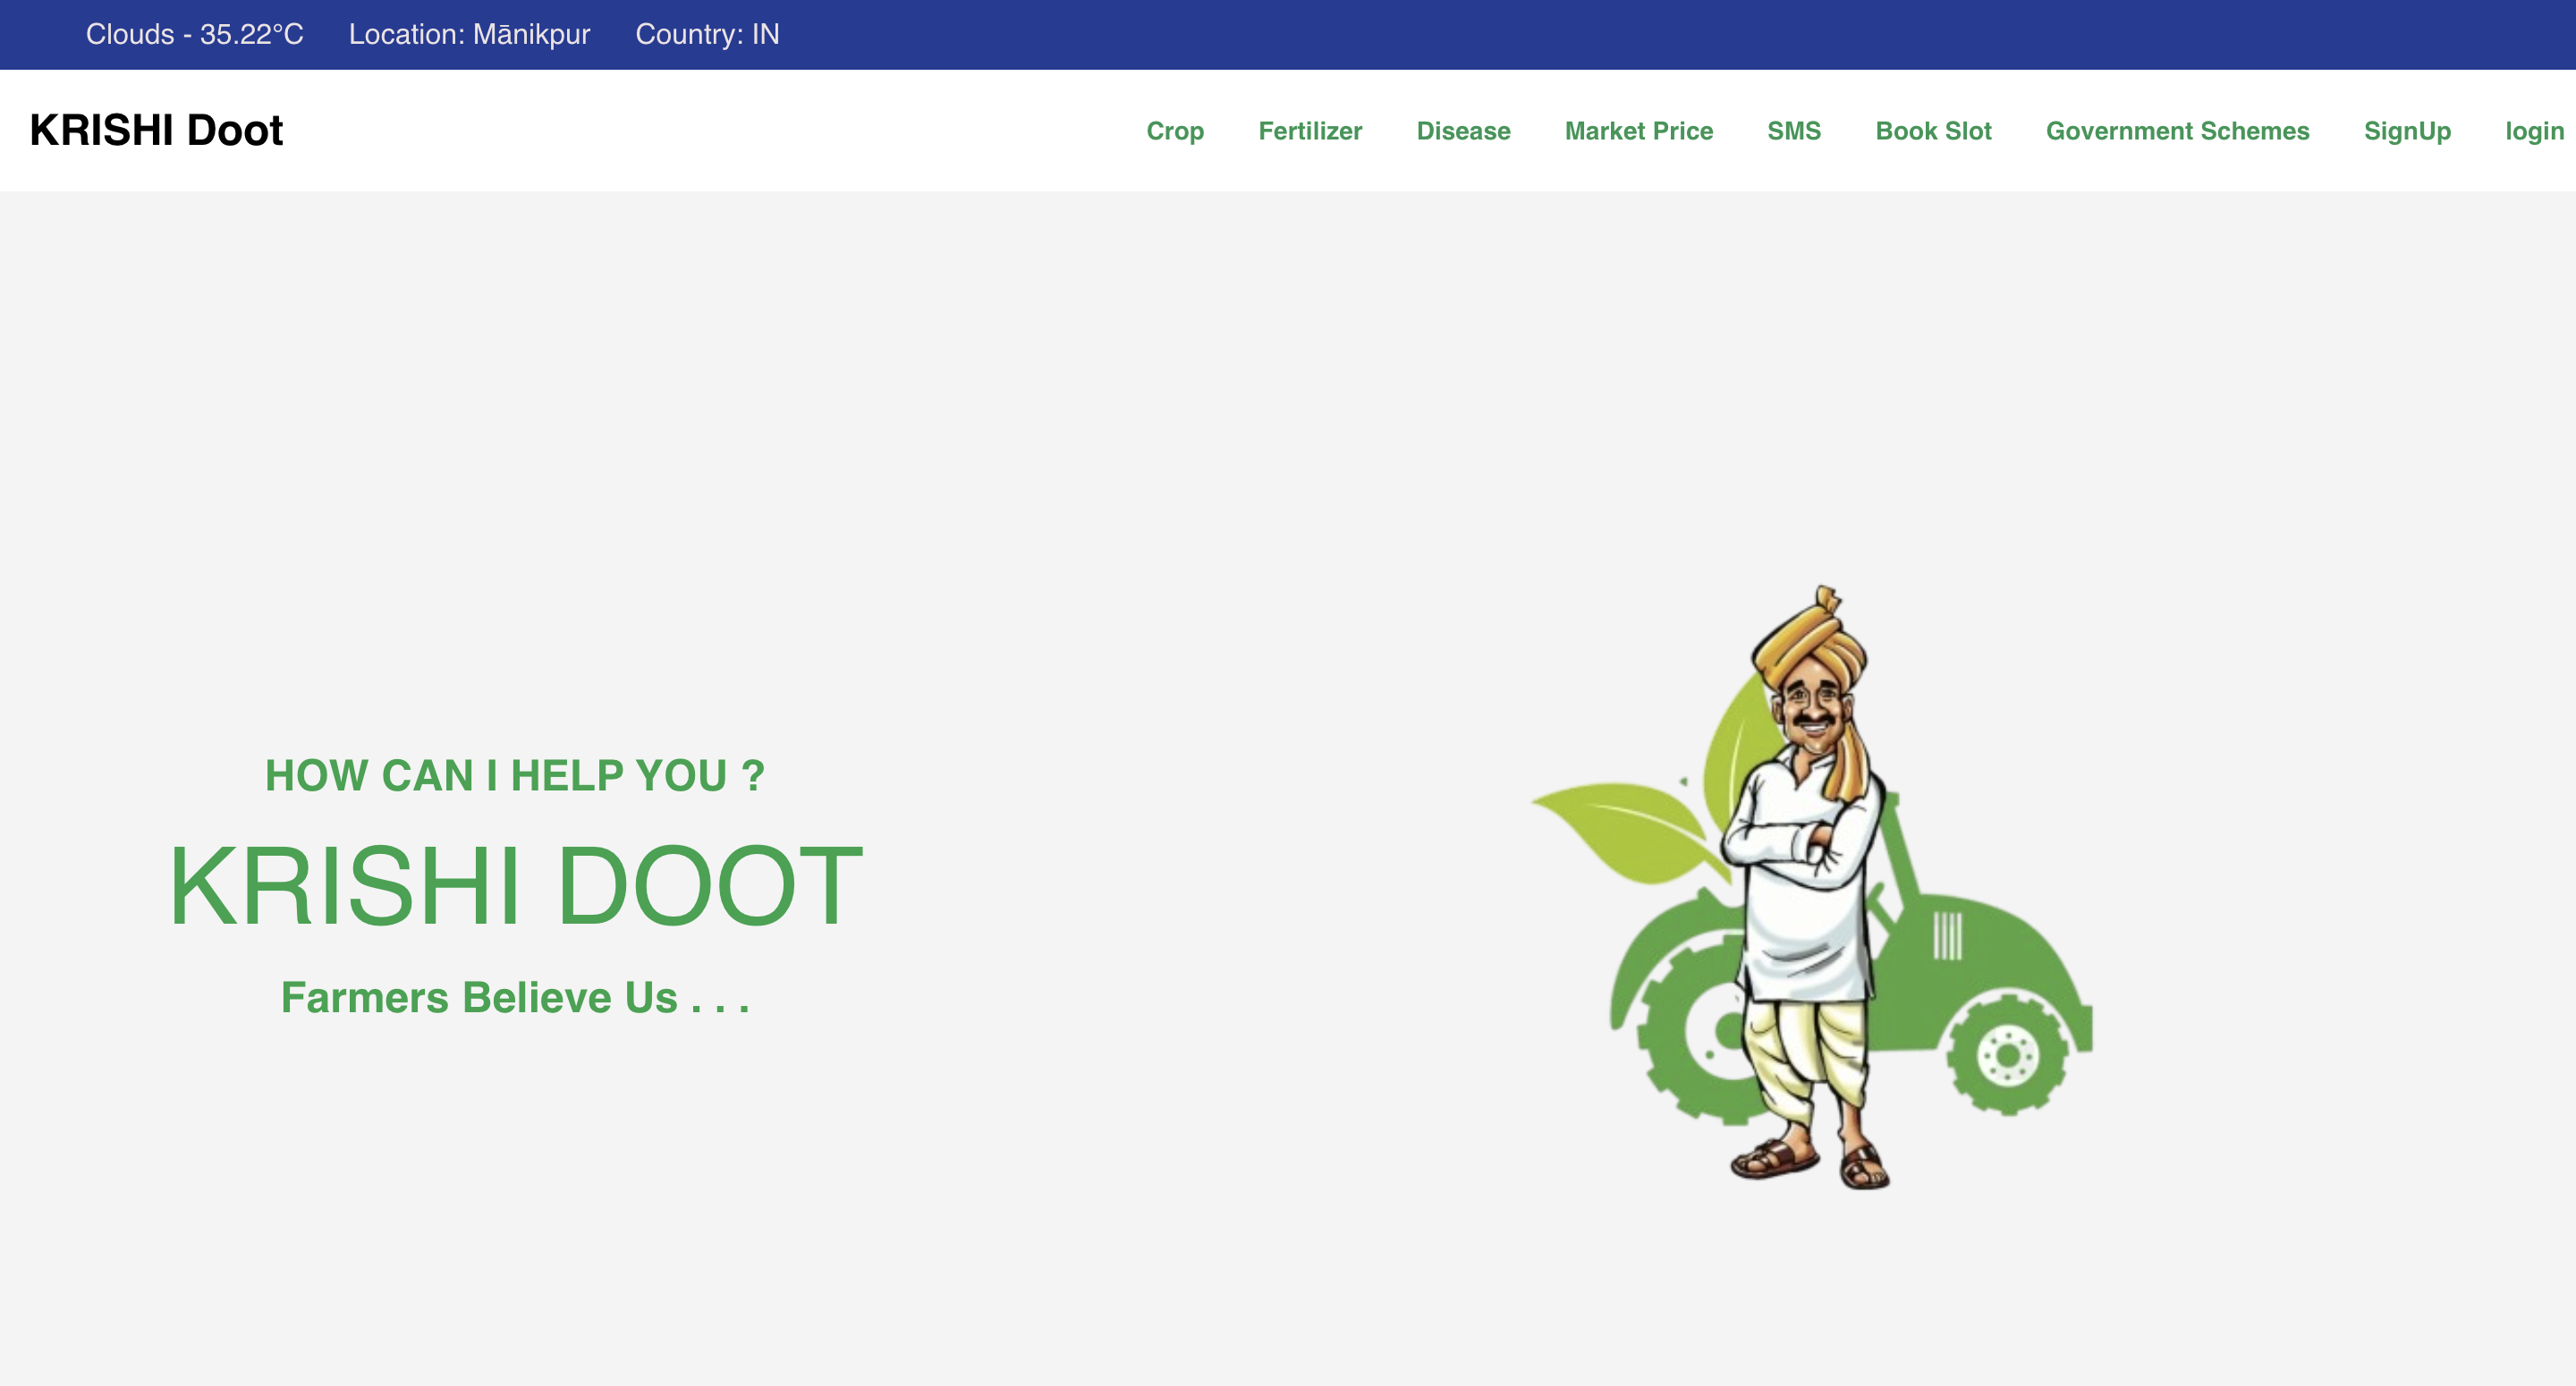 Clouds - 35.22°C Location: Mānikpur Country: IN
KRISHI Doot Crop Fertilizer Disease Market Price SMS Book Slot Government Schemes SignUp login
HOW CAN I HELP YOU ?
KRISHI DOOT
Farmers Believe Us . . .